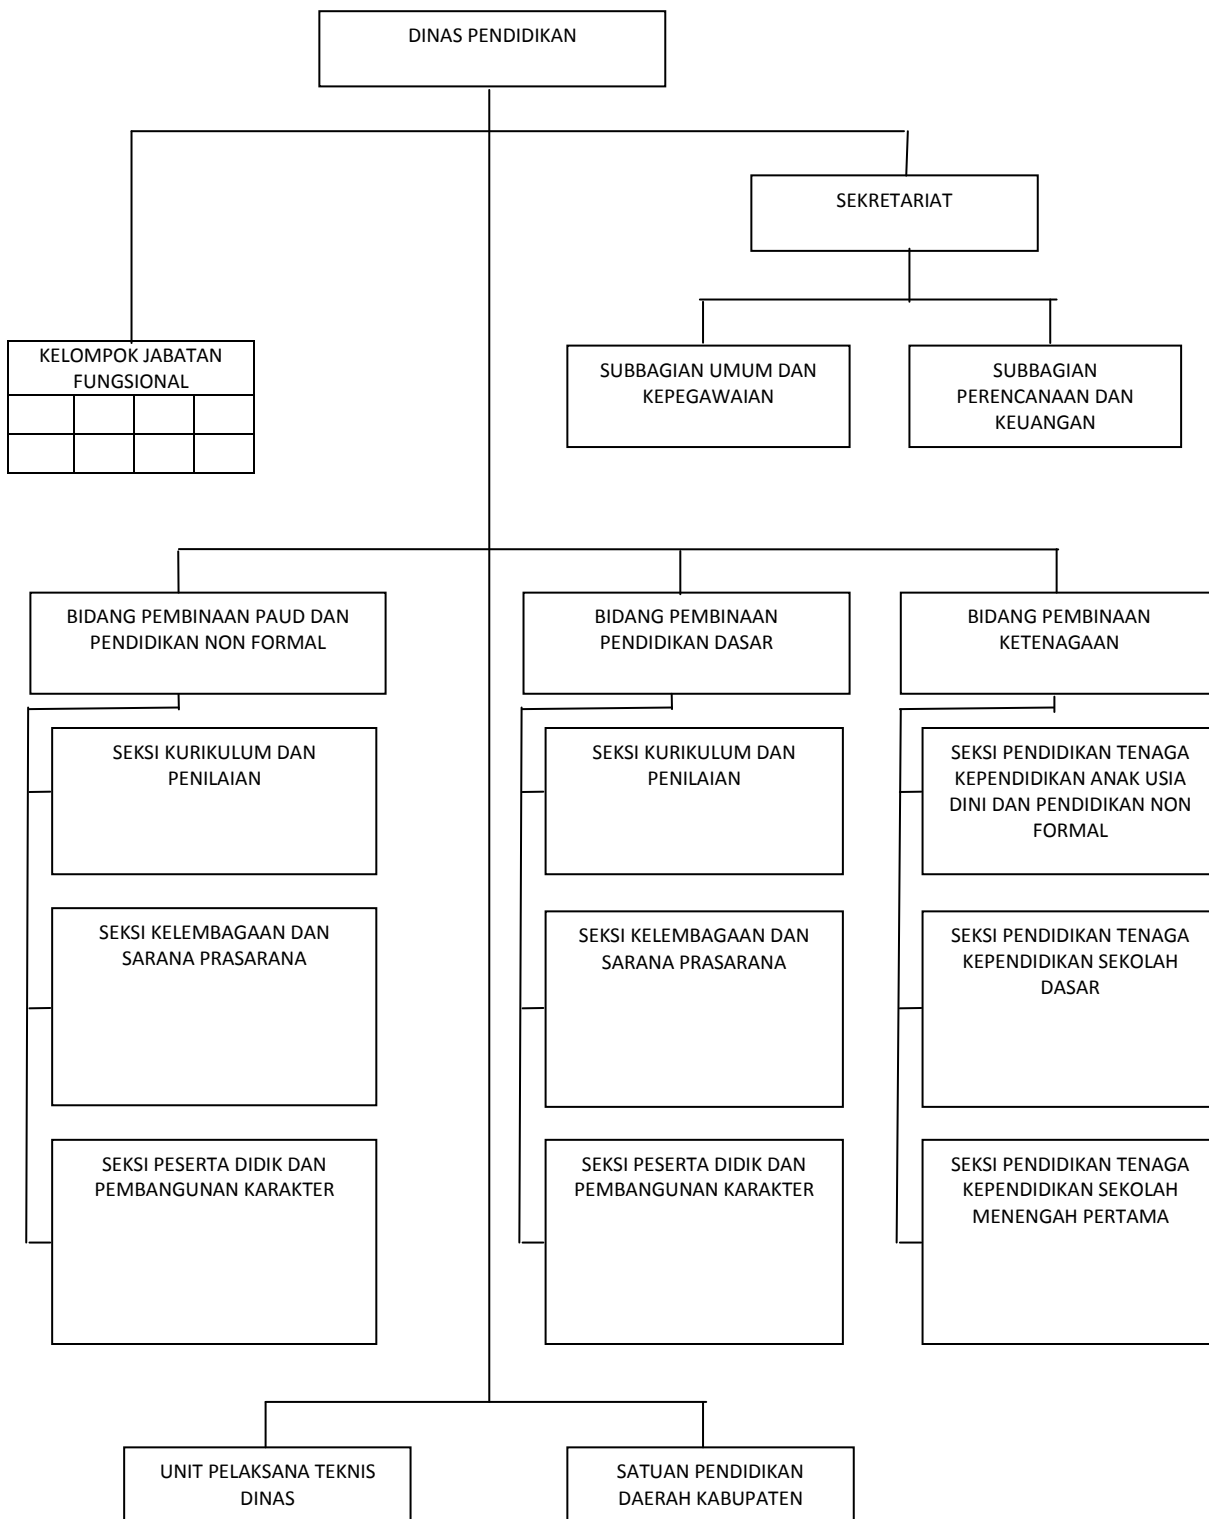 DINAS PENDIDIKAN
SEKRETARIAT
KELOMPOK JABATAN
FUNGSIONAL
SUBBAGIAN UMUM DAN
KEPEGAWAIAN
SUBBAGIAN
PERENCANAAN DAN
KEUANGAN
BIDANG PEMBINAAN PAUD DAN
PENDIDIKAN NON FORMAL
BIDANG PEMBINAAN
PENDIDIKAN DASAR
BIDANG PEMBINAAN
KETENAGAAN
SEKSI KURIKULUM DAN
PENILAIAN
SEKSI KURIKULUM DAN
PENILAIAN
SEKSI PENDIDIKAN TENAGA
KEPENDIDIKAN ANAK USIA
DINI DAN PENDIDIKAN NON
FORMAL
SEKSI KELEMBAGAAN DAN
SARANA PRASARANA
SEKSI KELEMBAGAAN DAN
SARANA PRASARANA
SEKSI PENDIDIKAN TENAGA
KEPENDIDIKAN SEKOLAH
DASAR
SEKSI PESERTA DIDIK DAN
PEMBANGUNAN KARAKTER
SEKSI PESERTA DIDIK DAN
PEMBANGUNAN KARAKTER
SEKSI PENDIDIKAN TENAGA
KEPENDIDIKAN SEKOLAH
MENENGAH PERTAMA
UNIT PELAKSANA TEKNIS
DINAS
SATUAN PENDIDIKAN
DAERAH KABUPATEN